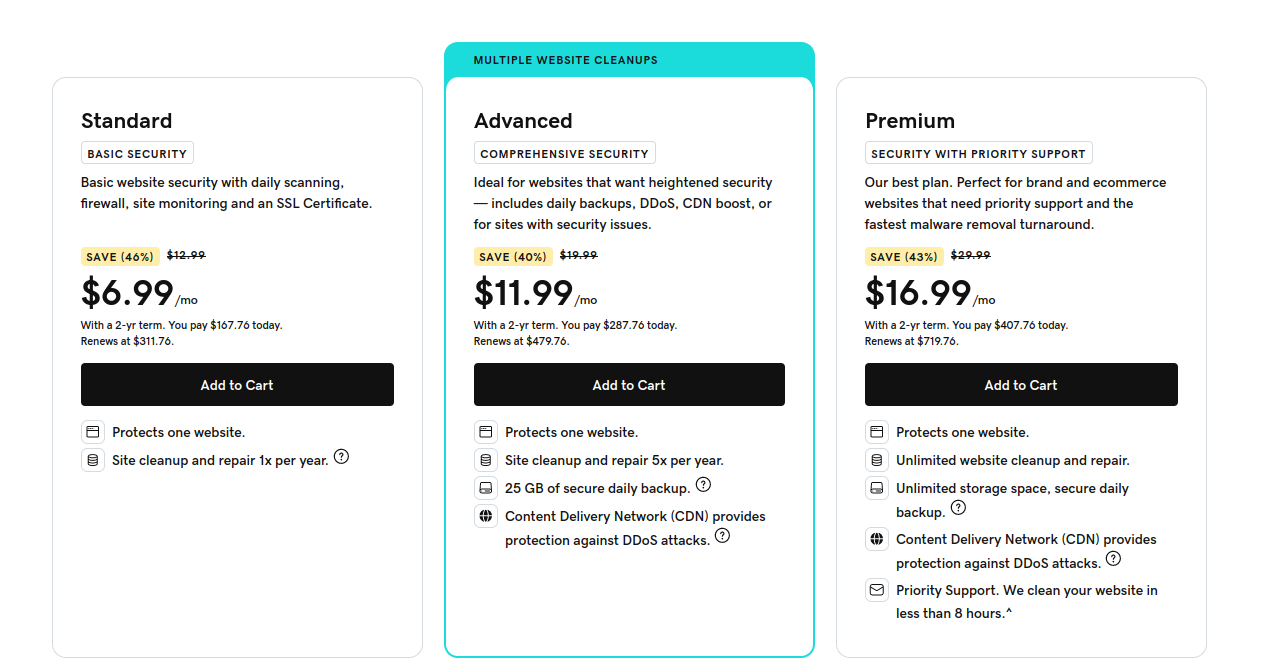 MULTIPLE WEBSITE CLEANUPS
Standard
BASIC SECURITY
Basic website security with daily scanning,
firewall, site monitoring and an SSL Certificate.
SAVE (46%) $12.99
$6.99/mo
With a 2-yr term. You pay $167.76 today.
Renews at $311.76.
Add to Cart
Protects one website.
Site cleanup and repair 1x per year. ?
Advanced
COMPREHENSIVE SECURITY
Ideal for websites that want heightened security
— includes daily backups, DDoS, CDN boost, or
for sites with security issues.
SAVE (40%) $19.99
$11.99/mo
With a 2-yr term. You pay $287.76 today.
Renews at $479.76.
Add to Cart
Protects one website.
Site cleanup and repair 5x per year.
25 GB of secure daily backup. ?
Content Delivery Network (CDN) provides
protection against DDoS attacks. ?
Premium
SECURITY WITH PRIORITY SUPPORT
Our best plan. Perfect for brand and ecommerce
websites that need priority support and the
fastest malware removal turnaround.
SAVE (43%) $29.99
$16.99/mo
With a 2-yr term. You pay $407.76 today.
Renews at $719.76.
Add to Cart
Protects one website.
Unlimited website cleanup and repair.
Unlimited storage space, secure daily
backup. ?
Content Delivery Network (CDN) provides
protection against DDoS attacks. ?
Priority Support. We clean your website in
less than 8 hours.^